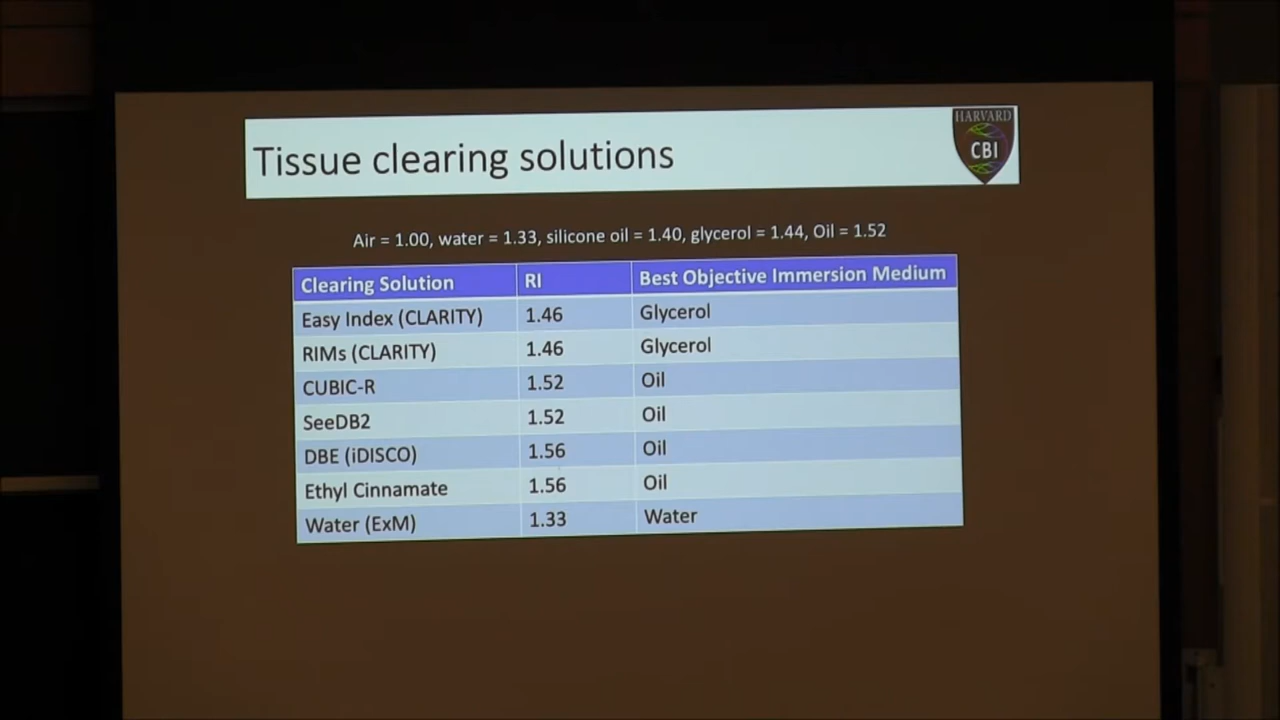 Tissue clearing solutions
HARVARD
CBI
Air = 1.00, water = 1.33, silicone oil = 1.40, glycerol = 1.44, Oil = 1.52
Clearing Solution RI Best Objective Immersion Medium
Easy Index (CLARITY) 1.46 Glycerol
RIMs (CLARITY) 1.46 Glycerol
CUBIC-R 1.52 Oil
SeeDB2 1.52 Oil
DBE (iDISCO) 1.56 Oil
Ethyl Cinnamate 1.56 Oil
Water (ExM) 1.33 Water